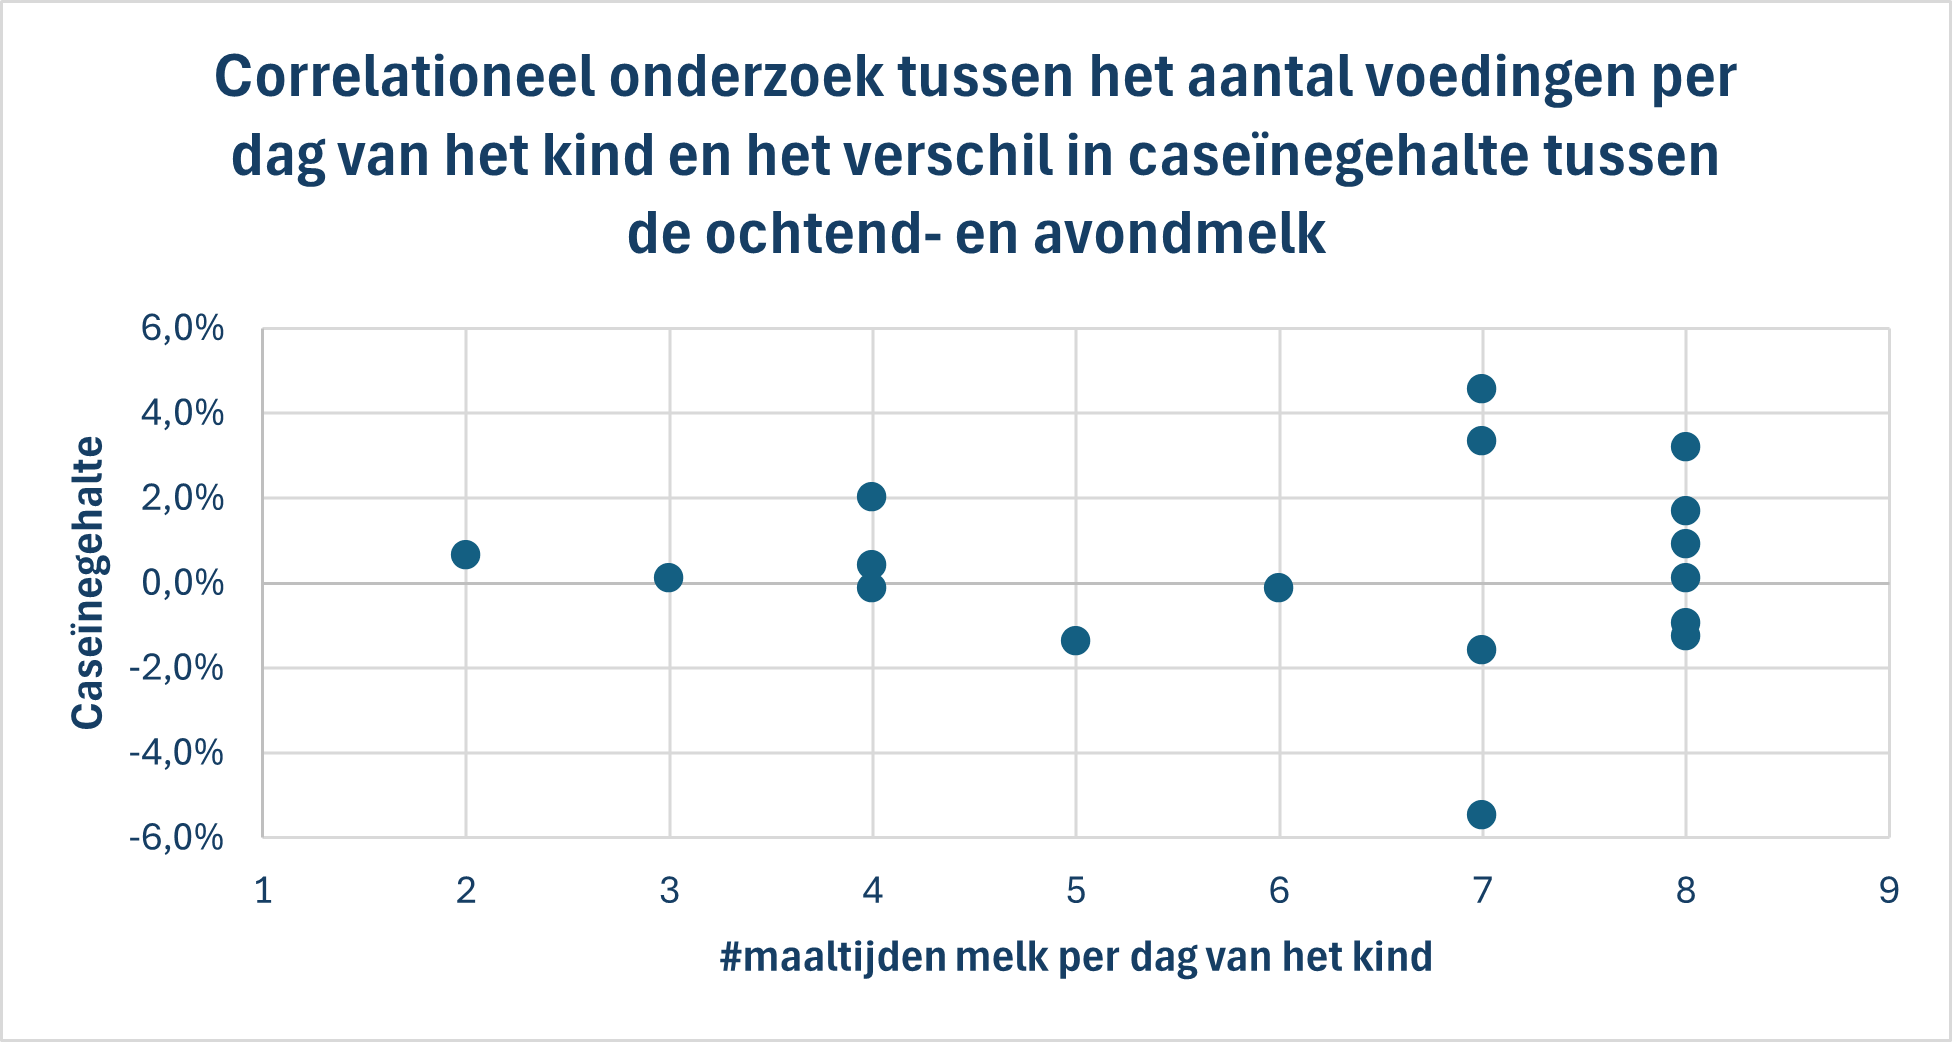 Correlationeel onderzoek tussen het aantal voedingen per
dag van het kind en het verschil in caseïnegehalte tussen
de ochtend- en avondmelk
6,0%
4,0%
2,0%
0,0%
-2,0%
-4,0%
-6,0%
Caseïnegehalte
1 2 3 4 5 6 7 8 9
#maaltijden melk per dag van het kind